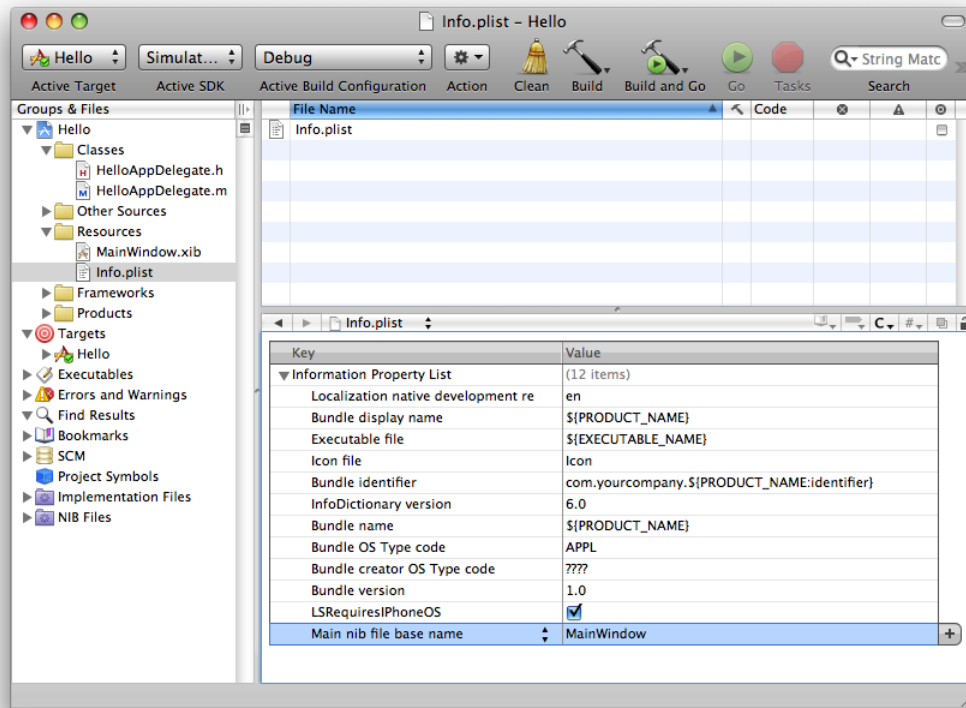 Info.plist – Hello
Hello
Simulat...
Debug
Active Target
Active SDK
Active Build Configuration
Action
Clean
Build
Build and Go
Go
Tasks
String Matc
Search
Groups & Files
File Name
Code
Hello
Info.plist
Classes
HelloAppDelegate.h
HelloAppDelegate.m
Other Sources
Resources
MainWindow.xib
Info.plist
Frameworks
Products
Targets
Hello
Executables
Errors and Warnings
Find Results
Bookmarks
SCM
Project Symbols
Implementation Files
NIB Files
Info.plist
C
#
Key Value
Information Property List (12 items)
Localization native development re en
Bundle display name ${PRODUCT_NAME}
Executable file ${EXECUTABLE_NAME}
Icon file Icon
Bundle identifier com.yourcompany.${PRODUCT_NAME:identifier}
InfoDictionary version 6.0
Bundle name ${PRODUCT_NAME}
Bundle OS Type code APPL
Bundle creator OS Type code ????
Bundle version 1.0
LSRequiresIPhoneOS
Main nib file base name MainWindow